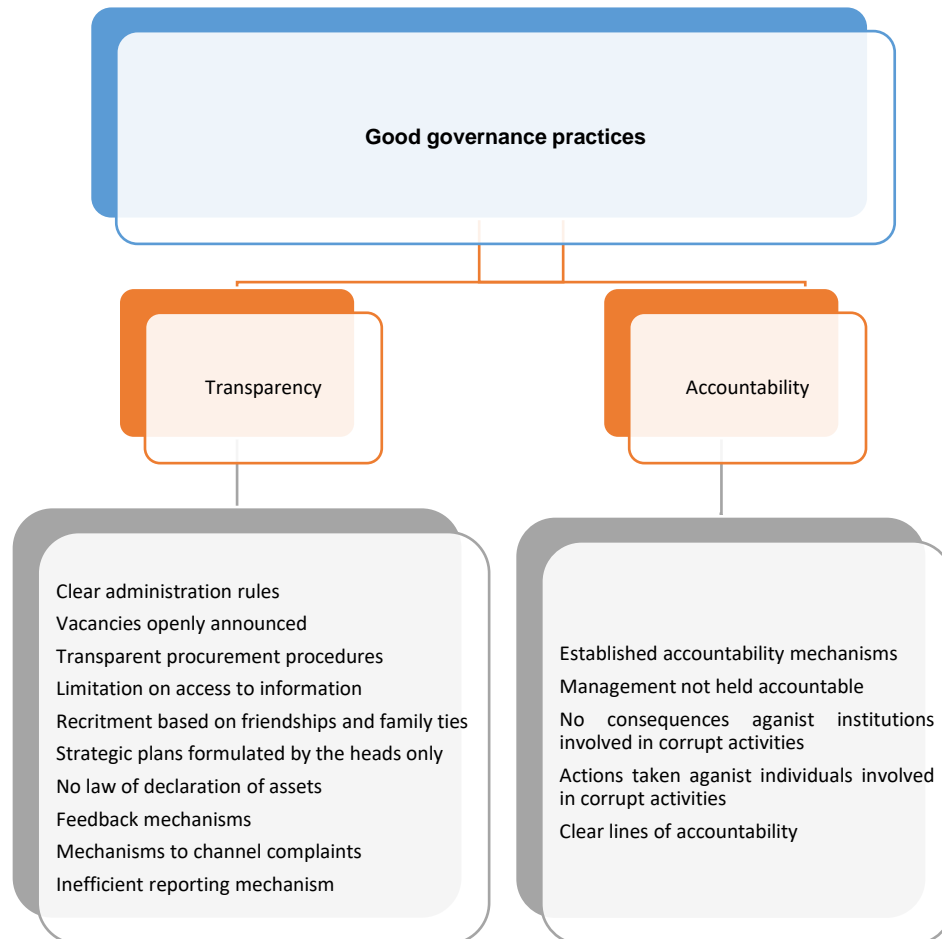 Good governance practices
Transparency
Accountability
Clear administration rules
Vacancies openly announced
Transparent procurement procedures
Limitation on access to information
Recritment based on friendships and family ties
Strategic plans formulated by the heads only
No law of declaration of assets
Feedback mechanisms
Mechanisms to channel complaints
Inefficient reporting mechanism
Established accountability mechanisms
Management not held accountable
No consequences aganist institutions
involved in corrupt activities
Actions taken aganist individuals involved
in corrupt activities
Clear lines of accountability